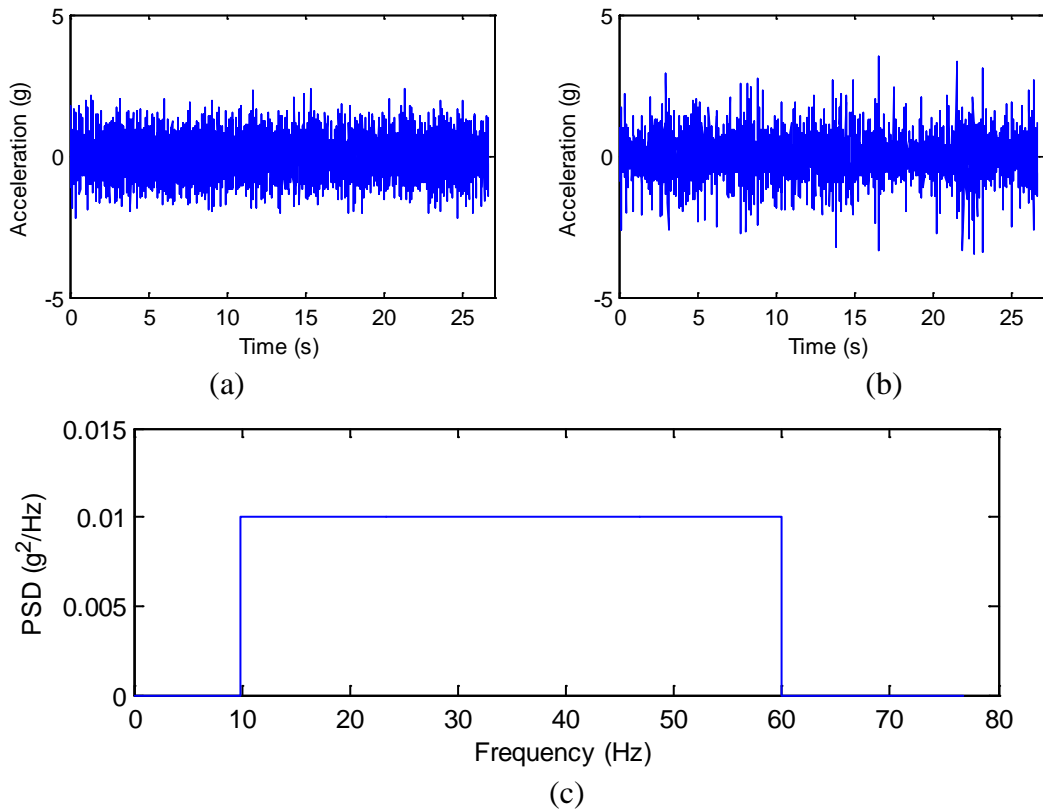 5
0
-5
Acceleration (g)
0 5 10 15 20 25
Time (s)
(a)
5
0
-5
Acceleration (g)
0 5 10 15 20 25
Time (s)
(b)
0.015
0.01
0.005
0
PSD (g²/Hz)
0 10 20 30 40 50 60 70 80
Frequency (Hz)
(c)